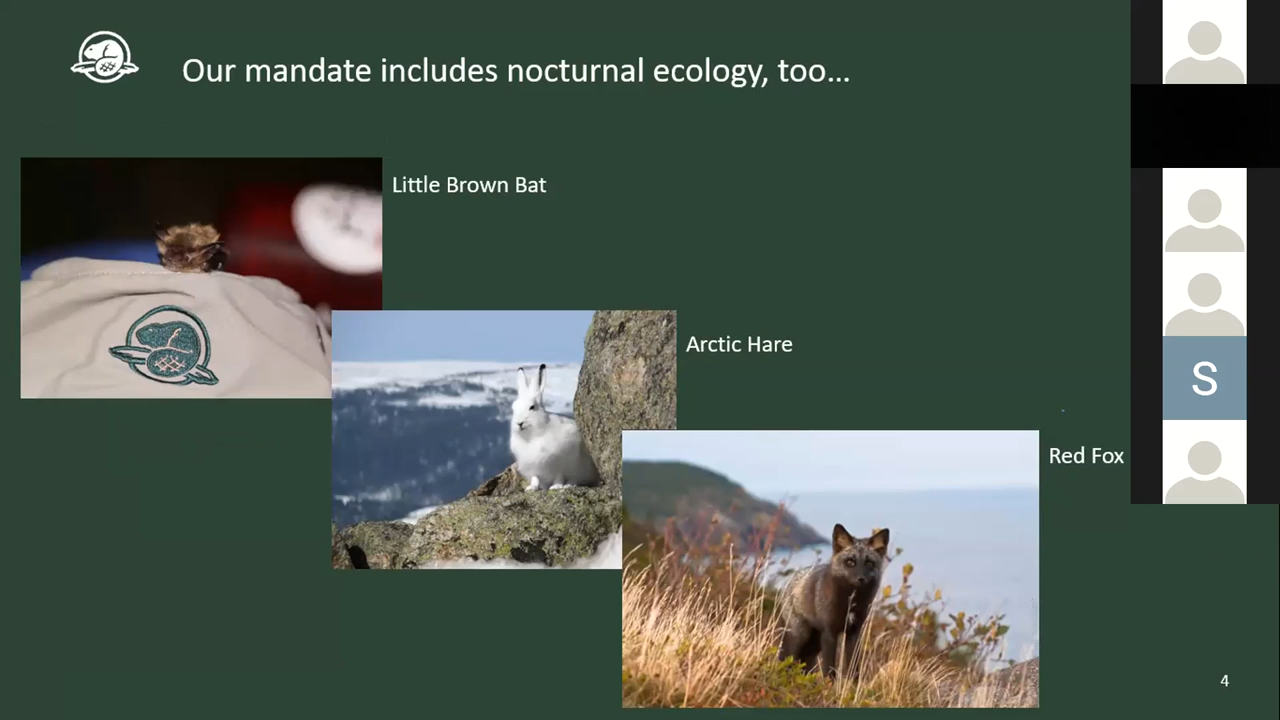 Our mandate includes nocturnal ecology, too...
Little Brown Bat
Arctic Hare
Red Fox
S
4